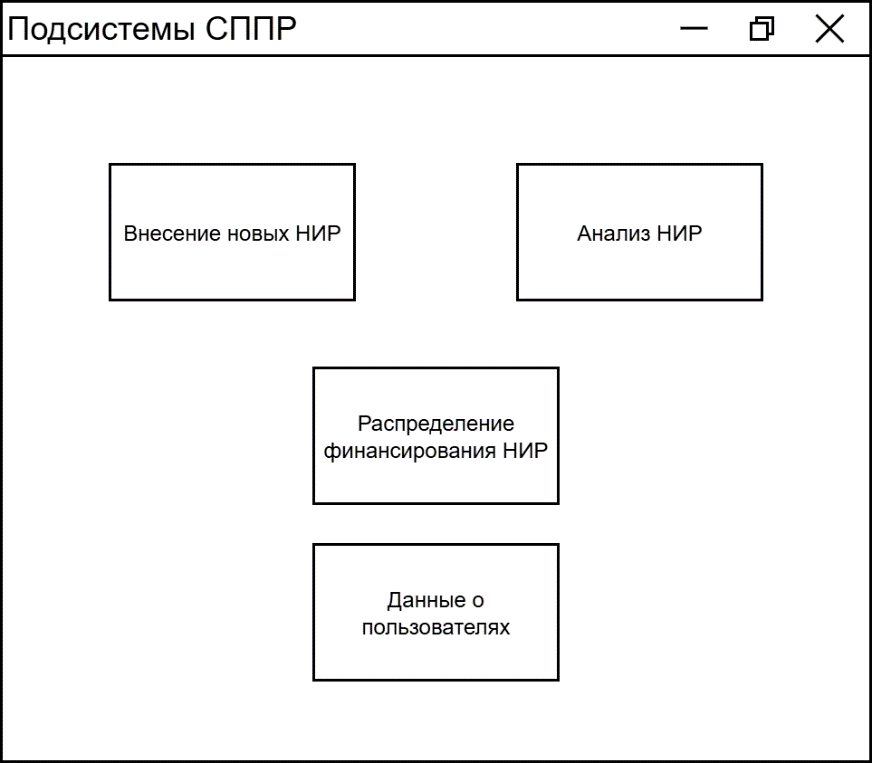 Подсистемы СППР
Внесение новых НИР
Анализ НИР
Распределение
финансирования НИР
Данные о
пользователях